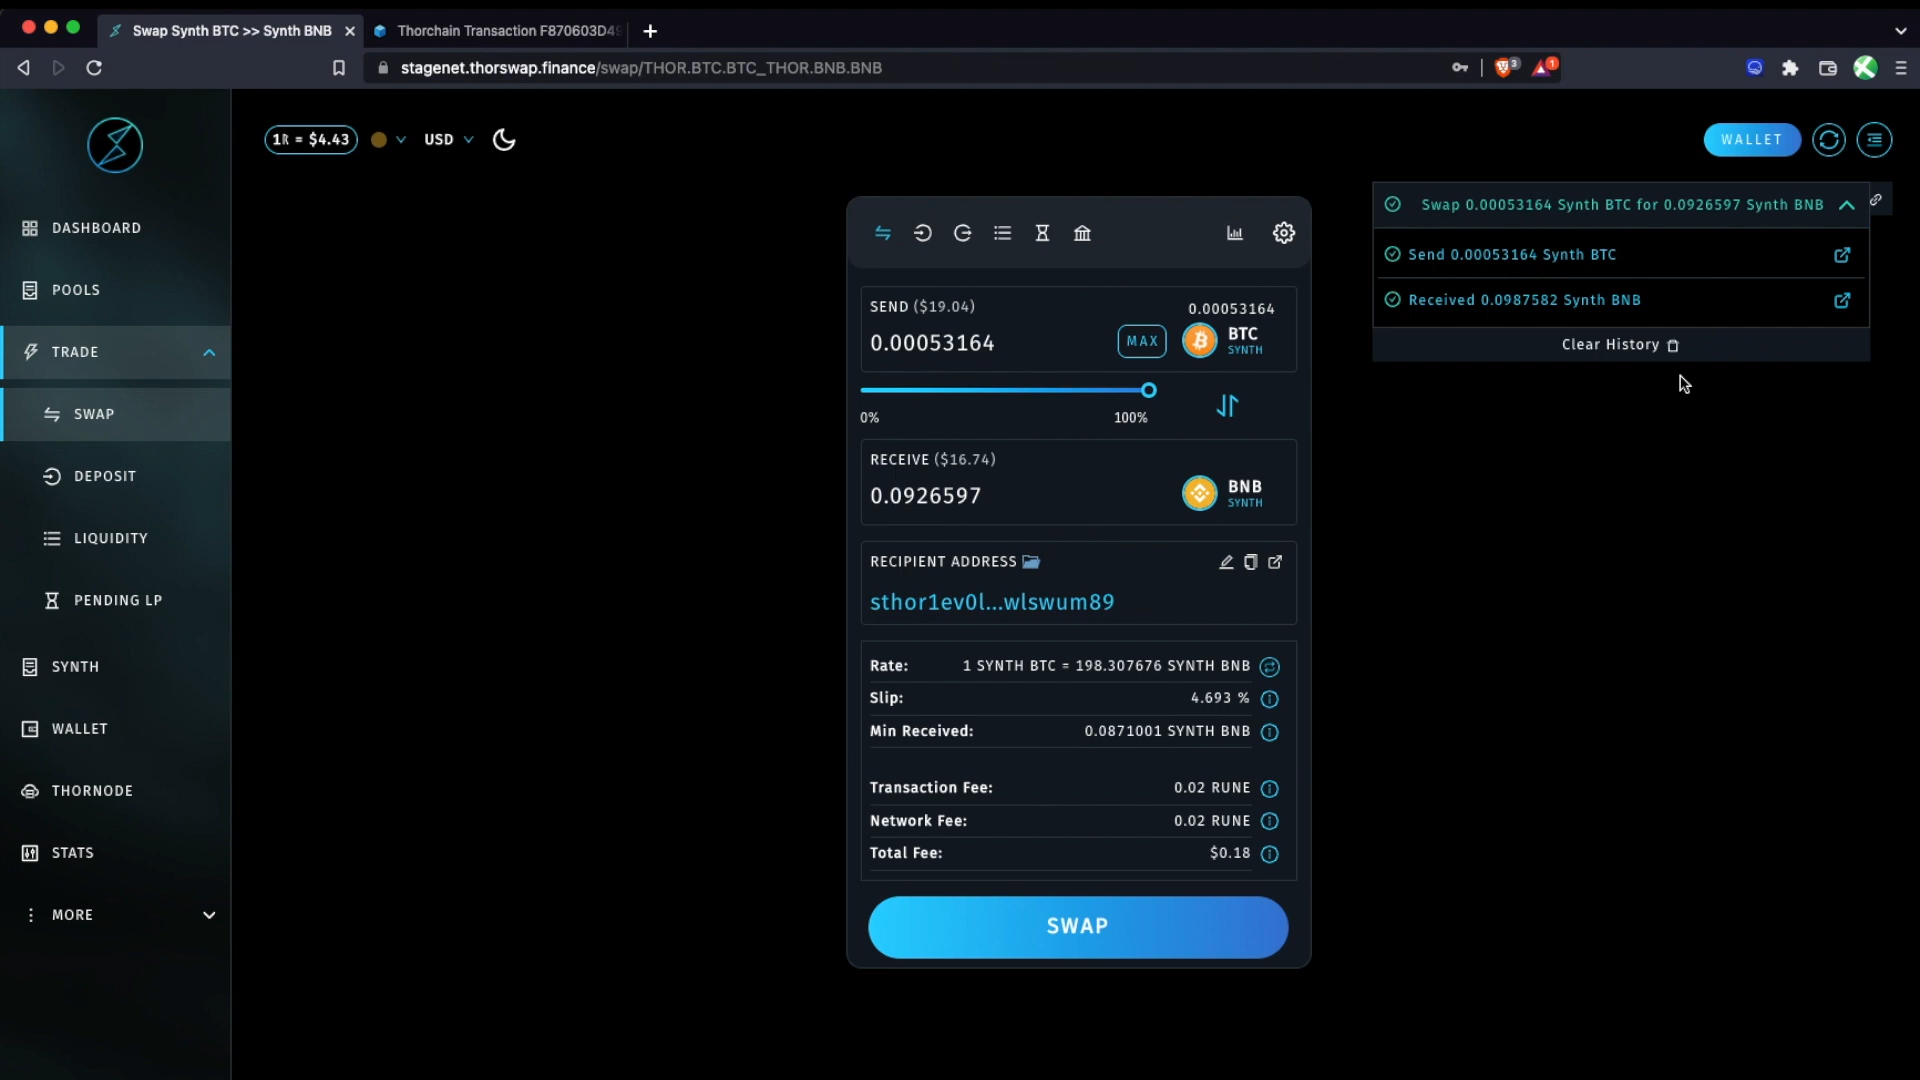 Swap Synth BTC >> Synth BNB
Thorchain Transaction F870603D49
stagenet.thorswap.finance/swap/THOR.BTC.BTC_THOR.BNB.BNB
3
1
1ᚱ = $4.43
USD
WALLET
DASHBOARD
POOLS
TRADE
SWAP
DEPOSIT
LIQUIDITY
PENDING LP
SYNTH
WALLET
THORNODE
STATS
MORE
SEND ($19.04)
0.00053164
0.00053164
MAX
BTC
SYNTH
0%
100%
RECEIVE ($16.74)
0.0926597
BNB
SYNTH
RECIPIENT ADDRESS
sthor1ev0l...wlswum89
Rate: 1 SYNTH BTC = 198.307676 SYNTH BNB
Slip: 4.693 %
Min Received: 0.0871001 SYNTH BNB
Transaction Fee: 0.02 RUNE
Network Fee: 0.02 RUNE
Total Fee: $0.18
SWAP
Swap 0.00053164 Synth BTC for 0.0926597 Synth BNB
Send 0.00053164 Synth BTC
Received 0.0987582 Synth BNB
Clear History